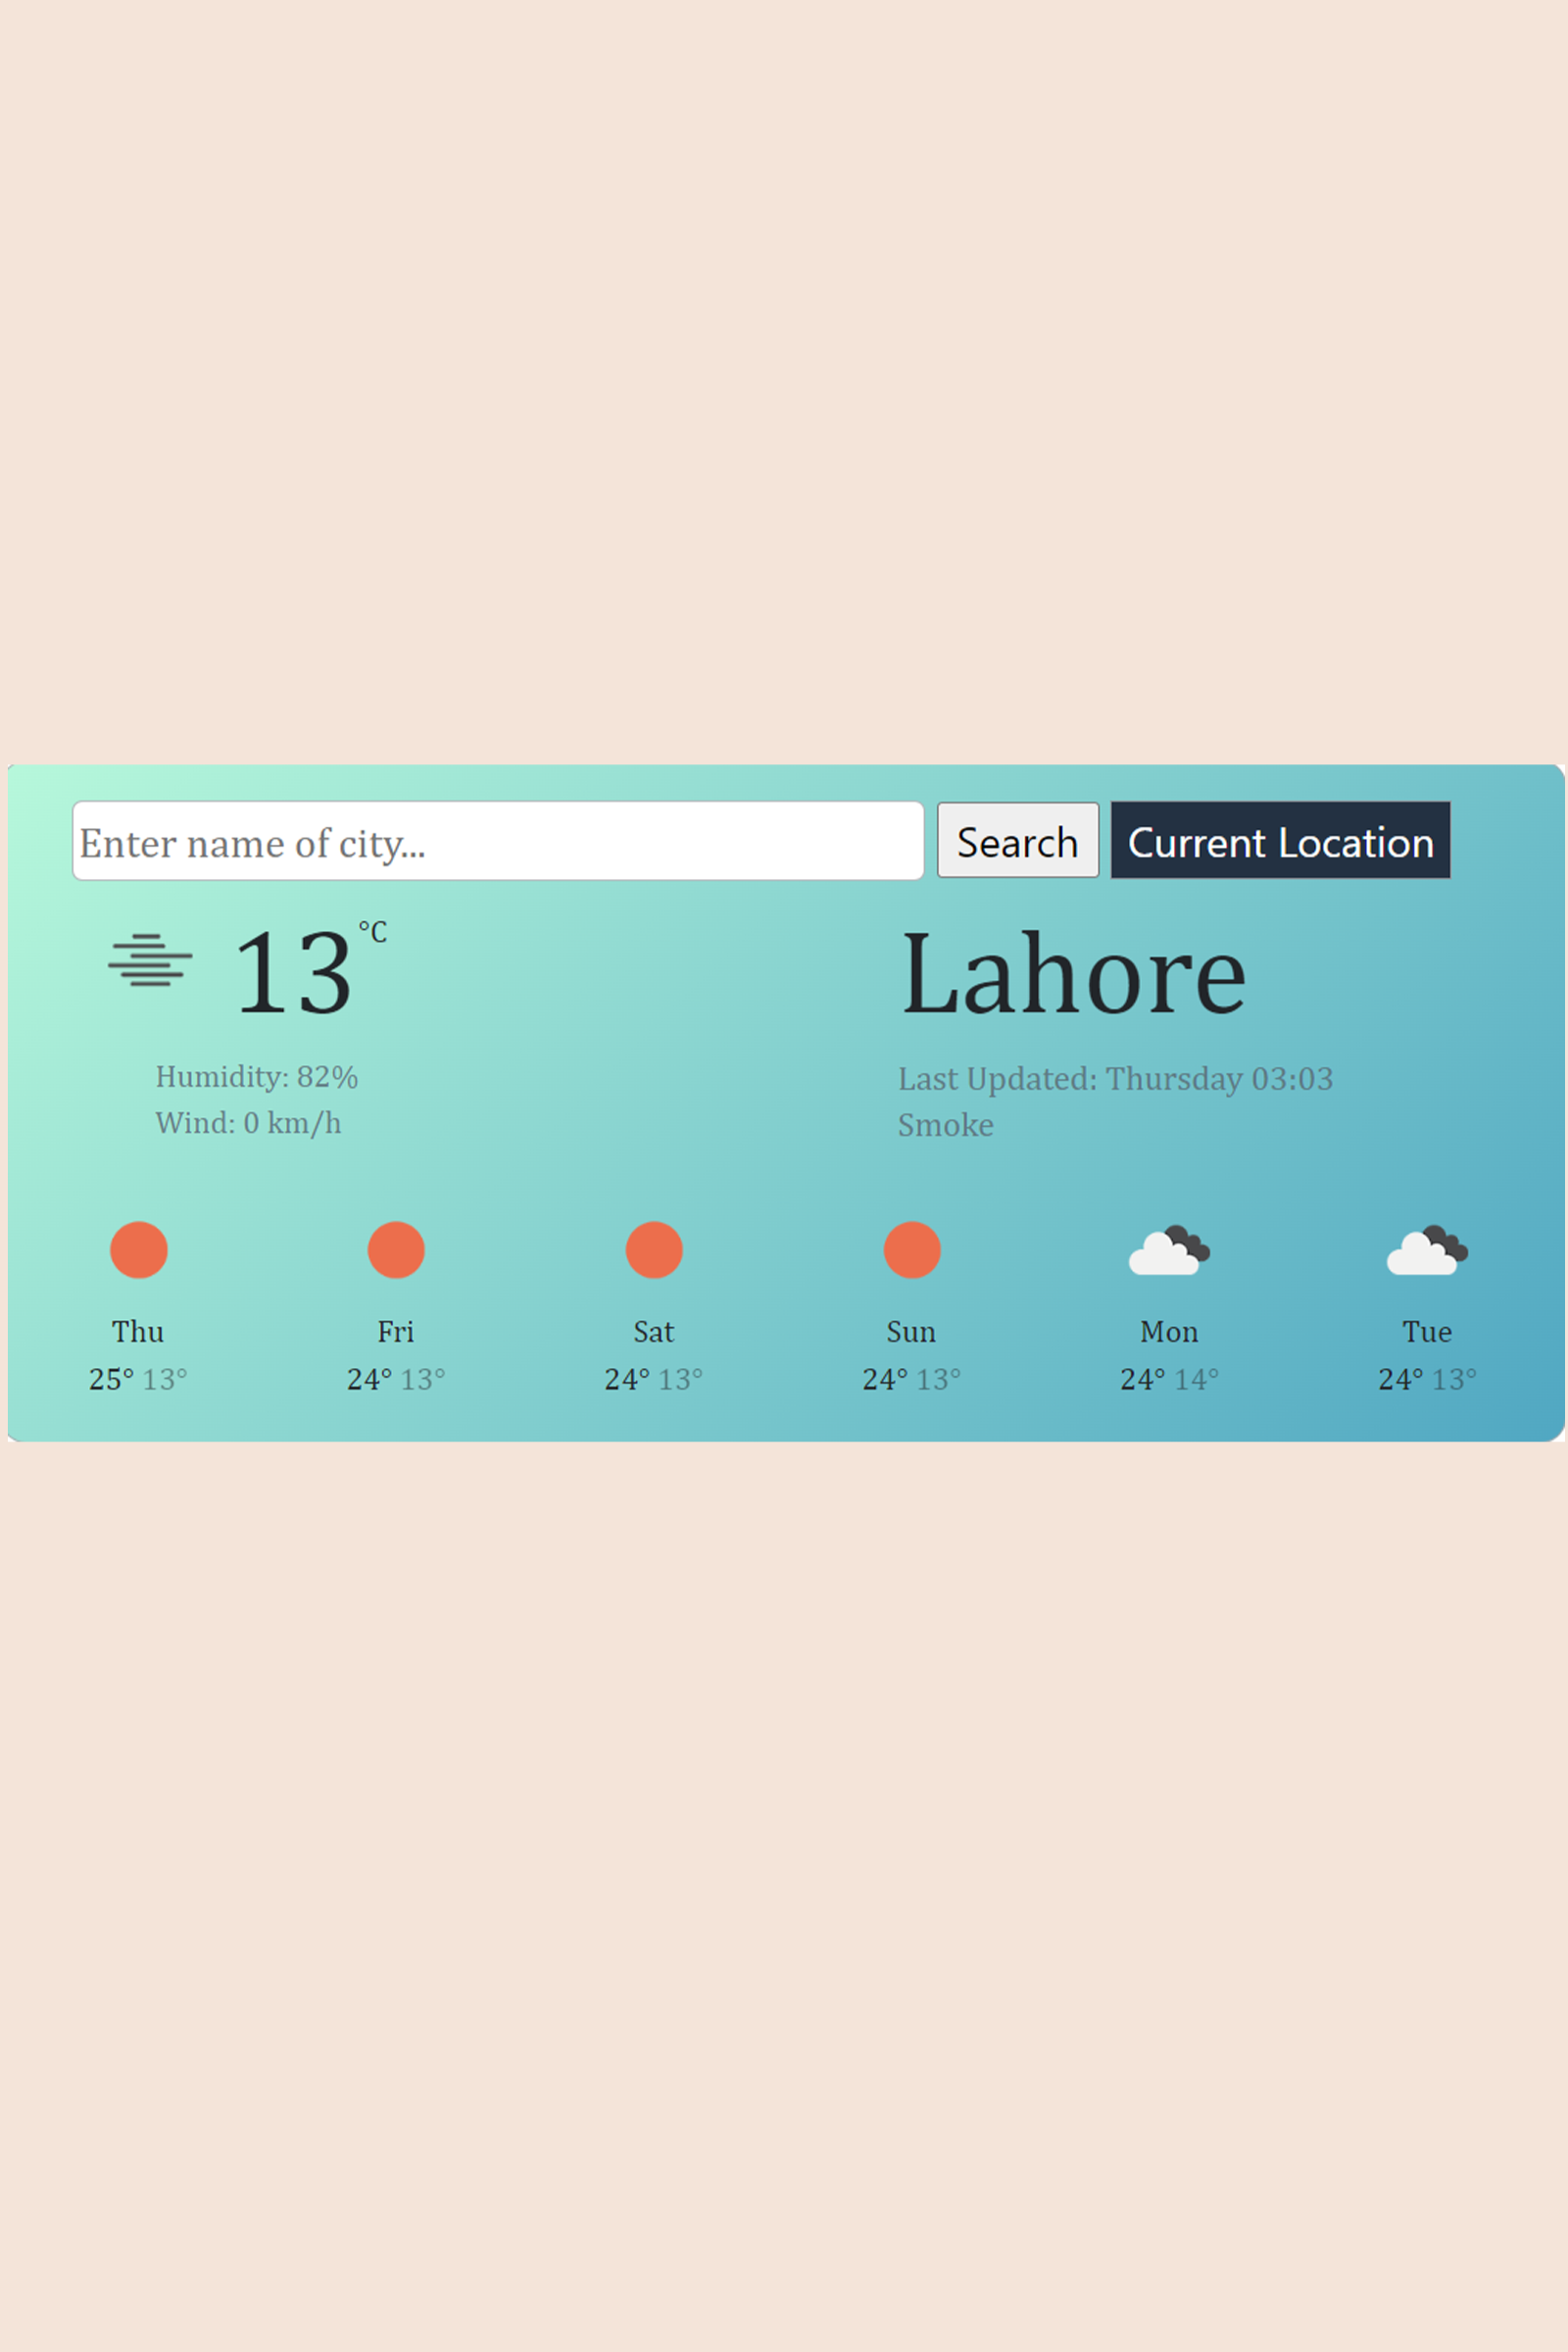 Enter name of city...
Search
Current Location
13 °C
Lahore
Humidity: 82%
Wind: 0 km/h
Last Updated: Thursday 03:03
Smoke
Thu Fri Sat Sun Mon Tue
25° 13° 24° 13° 24° 13° 24° 13° 24° 14° 24° 13°